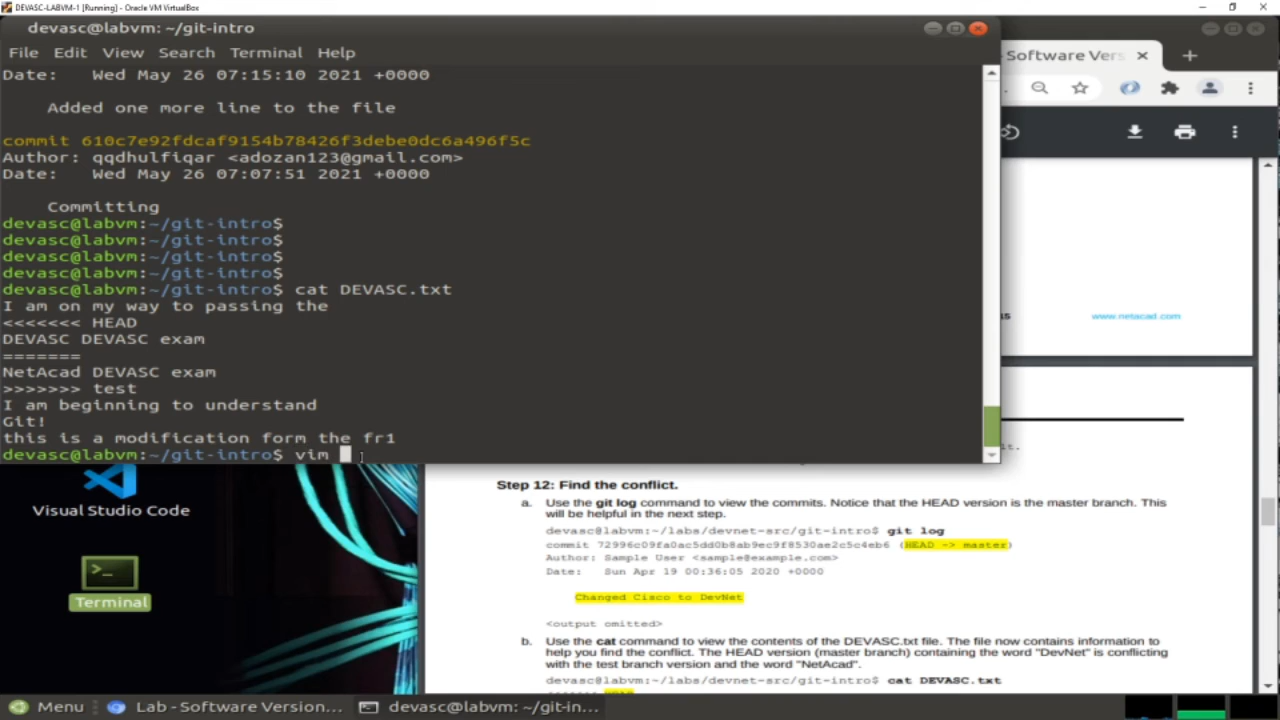 DEVASC-LABVM-1 [Running] - Oracle VM VirtualBox
devasc@labvm: ~/git-intro
File Edit View Search Terminal Help
Date:   Wed May 26 07:15:10 2021 +0000
Added one more line to the file
commit 610c7e92fdcaf9154b78426f3debe0dc6a496f5c
Author: qqdhulfiqar <adozan123@gmail.com>
Date:   Wed May 26 07:07:51 2021 +0000
Committing
devasc@labvm:~/git-intro$
devasc@labvm:~/git-intro$
devasc@labvm:~/git-intro$
devasc@labvm:~/git-intro$
devasc@labvm:~/git-intro$ cat DEVASC.txt
I am on my way to passing the
<<<<<<< HEAD
DEVASC DEVASC exam
=======
NetAcad DEVASC exam
>>>>>>> test
I am beginning to understand
Git!
this is a modification form the fr1
devasc@labvm:~/git-intro$ vim
Software Vers
www.netacad.com
Visual Studio Code
Terminal
Step 12: Find the conflict.
a. Use the git log command to view the commits. Notice that the HEAD version is the master branch. This
will be helpful in the next step.
devasc@labvm:~/labs/devnet-src/git-intro$ git log
commit 72996c09fa0ac5dd0b8ab9ec9f8530ae2c5c4eb6 (HEAD -> master)
Author: Sample User <sample@example.com>
Date:   Sun Apr 19 00:36:05 2020 +0000
Changed Cisco to DevNet
<output omitted>
b. Use the cat command to view the contents of the DEVASC.txt file. The file now contains information to
help you find the conflict. The HEAD version (master branch) containing the word "DevNet" is conflicting
with the test branch version and the word "NetAcad".
devasc@labvm:~/labs/devnet-src/git-intro$ cat DEVASC.txt
Menu
Lab - Software Version...
devasc@labvm: ~/git-in...